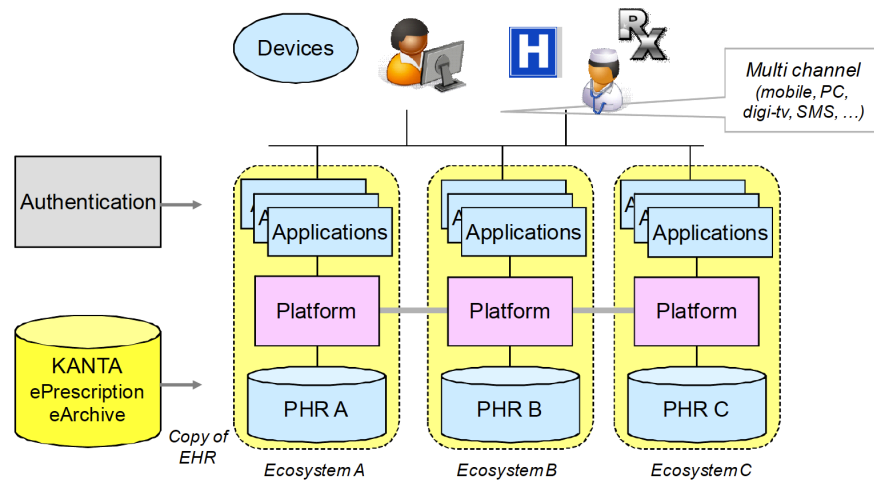 Devices
H
RX
Multi channel
(mobile, PC,
digi-tv, SMS, …)
Authentication
A
A
Applications
A
A
Applications
A
A
Applications
Platform
Platform
Platform
KANTA
ePrescription
eArchive
PHR A
PHR B
PHR C
Copy of
EHR
Ecosystem A
Ecosystem B
Ecosystem C